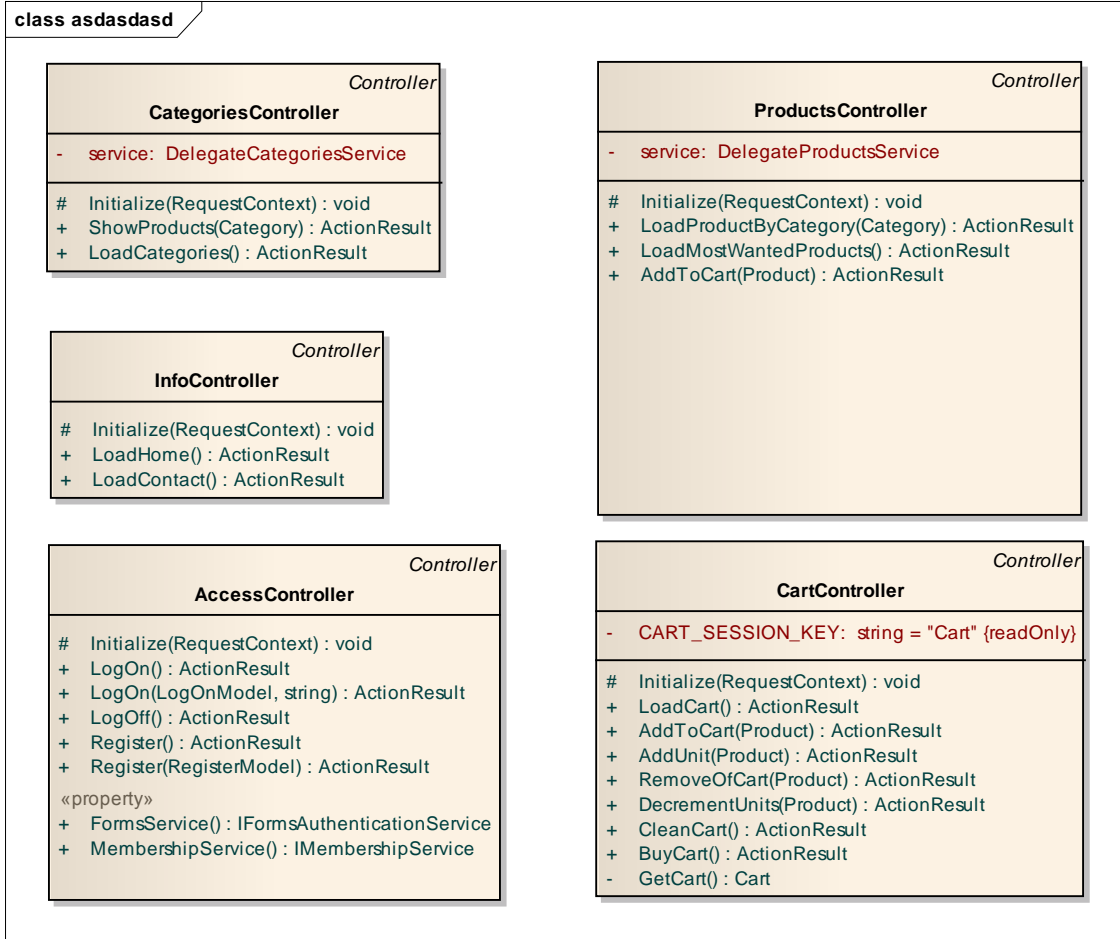 class asdasdasd
Controller
CategoriesController
- service: DelegateCategoriesService
# Initialize(RequestContext) : void
+ ShowProducts(Category) : ActionResult
+ LoadCategories() : ActionResult
Controller
ProductsController
- service: DelegateProductsService
# Initialize(RequestContext) : void
+ LoadProductByCategory(Category) : ActionResult
+ LoadMostWantedProducts() : ActionResult
+ AddToCart(Product) : ActionResult
Controller
InfoController
# Initialize(RequestContext) : void
+ LoadHome() : ActionResult
+ LoadContact() : ActionResult
Controller
AccessController
# Initialize(RequestContext) : void
+ LogOn() : ActionResult
+ LogOn(LogOnModel, string) : ActionResult
+ LogOff() : ActionResult
+ Register() : ActionResult
+ Register(RegisterModel) : ActionResult
«property»
+ FormsService() : IFormsAuthenticationService
+ MembershipService() : IMembershipService
Controller
CartController
- CART_SESSION_KEY: string = "Cart" {readOnly}
# Initialize(RequestContext) : void
+ LoadCart() : ActionResult
+ AddToCart(Product) : ActionResult
+ AddUnit(Product) : ActionResult
+ RemoveOfCart(Product) : ActionResult
+ DecrementUnits(Product) : ActionResult
+ CleanCart() : ActionResult
+ BuyCart() : ActionResult
- GetCart() : Cart